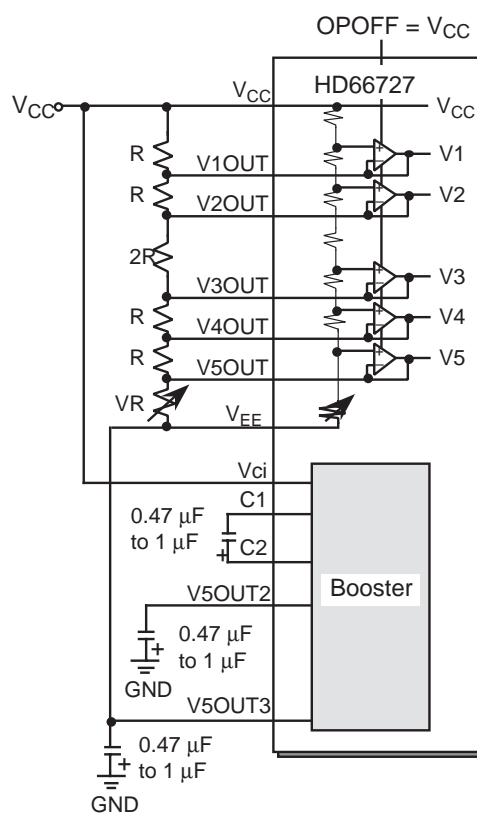 OPOFF = VCC
HD66727
VCC
VCC
VCC
R
V1OUT
V1
R
V2OUT
V2
2R
V3OUT
V3
R
V4OUT
V4
R
V5OUT
V5
VR
VEE
Vci
C1
0.47 µF
to 1 µF
C2
Booster
V5OUT2
0.47 µF
to 1 µF
GND
V5OUT3
0.47 µF
to 1 µF
GND